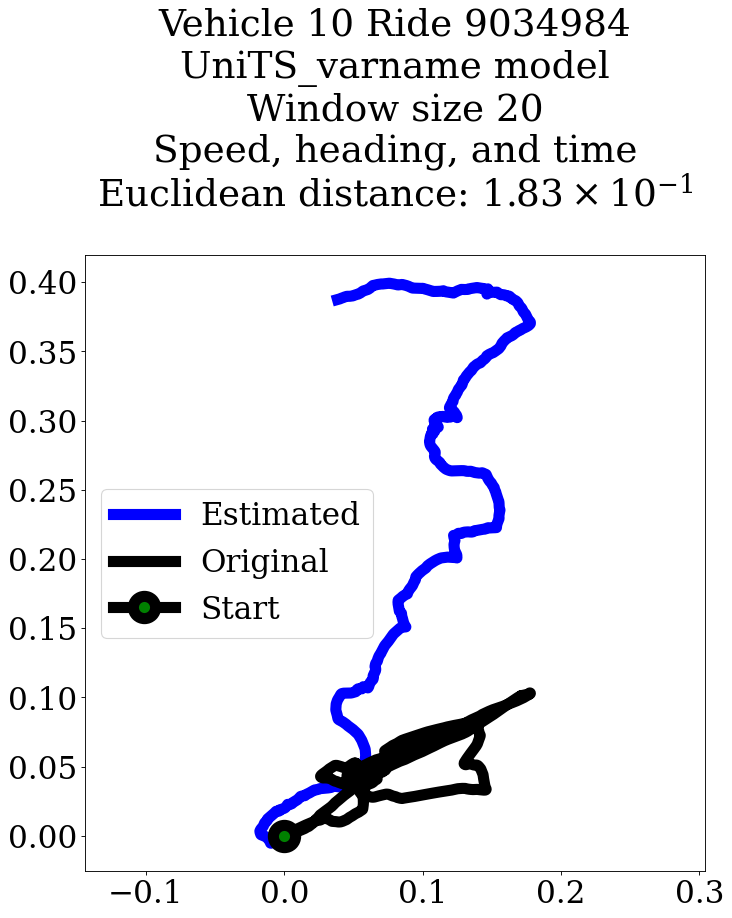 Vehicle 10 Ride 9034984
UniTS_varname model
Window size 20
Speed, heading, and time
Euclidean distance: 1.83 × 10⁻¹
0.40
0.35
0.30
0.25
0.20
0.15
0.10
0.05
0.00
Estimated
Original
Start
−0.1 0.0 0.1 0.2 0.3